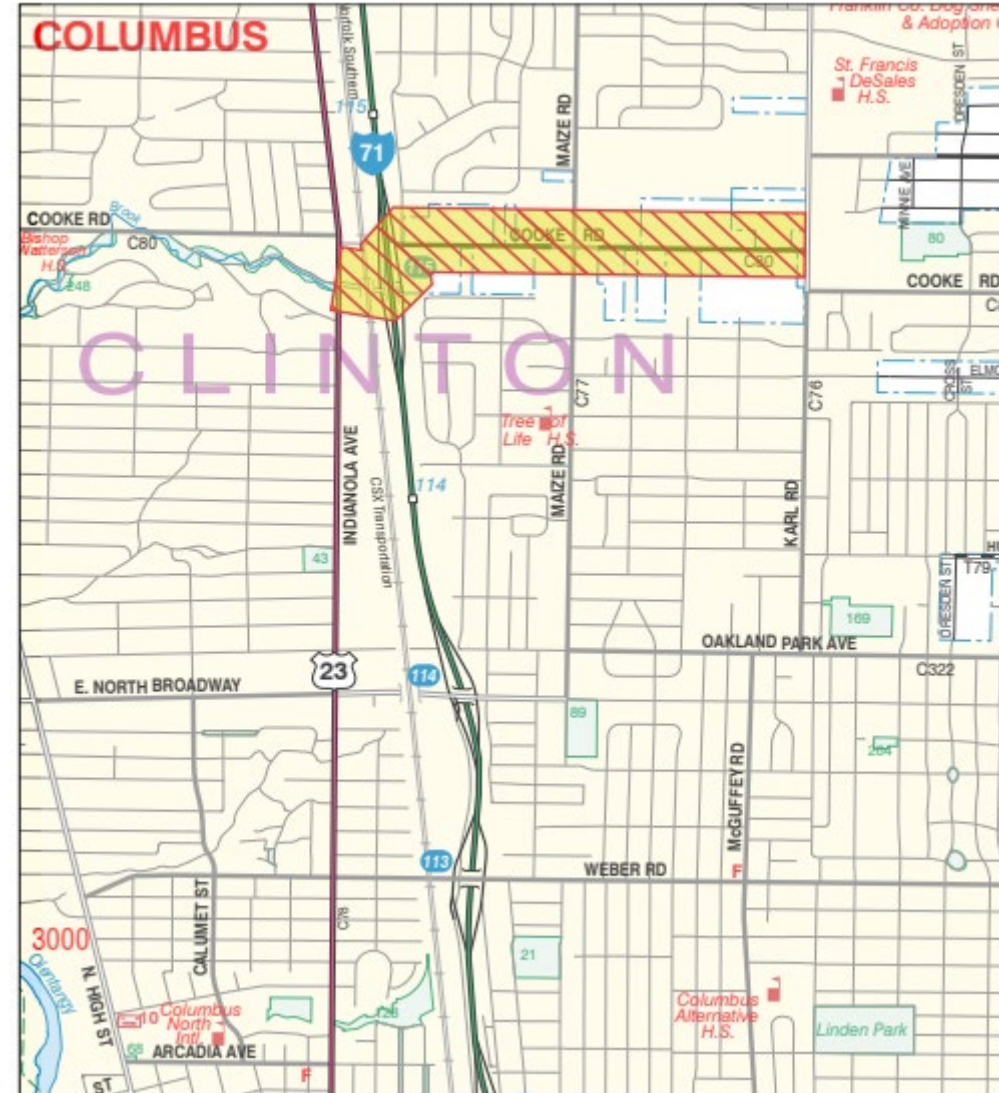 COLUMBUS
Franklin Co. Dog
& Adoption
St. Francis
DeSales
H.S.
DRESDEN ST
Norfolk Southern
115
71
MAIZE RD
MINNIE AVE
COOKE RD
Brook
C80
COOKE RD
C80
80
Bishop
Watterson
H.S.
248
COOKE RD
CLINTON
C77
C76
CROSS ST
Tree of
Life H.S.
INDIANOLA AVE
MAIZE RD
CSX Transportation
114
KARL RD
43
DRESDEN ST
T79
169
OAKLAND PARK AVE
C322
23
114
E. NORTH BROADWAY
89
264
McGUFFEY RD
113
WEBER RD
F
CALUMET ST
C78
3000
Olentangy
N. HIGH ST
21
10
Columbus
North
Intl.
128
Columbus
Alternative
H.S.
Linden Park
68
ARCADIA AVE
F
ST